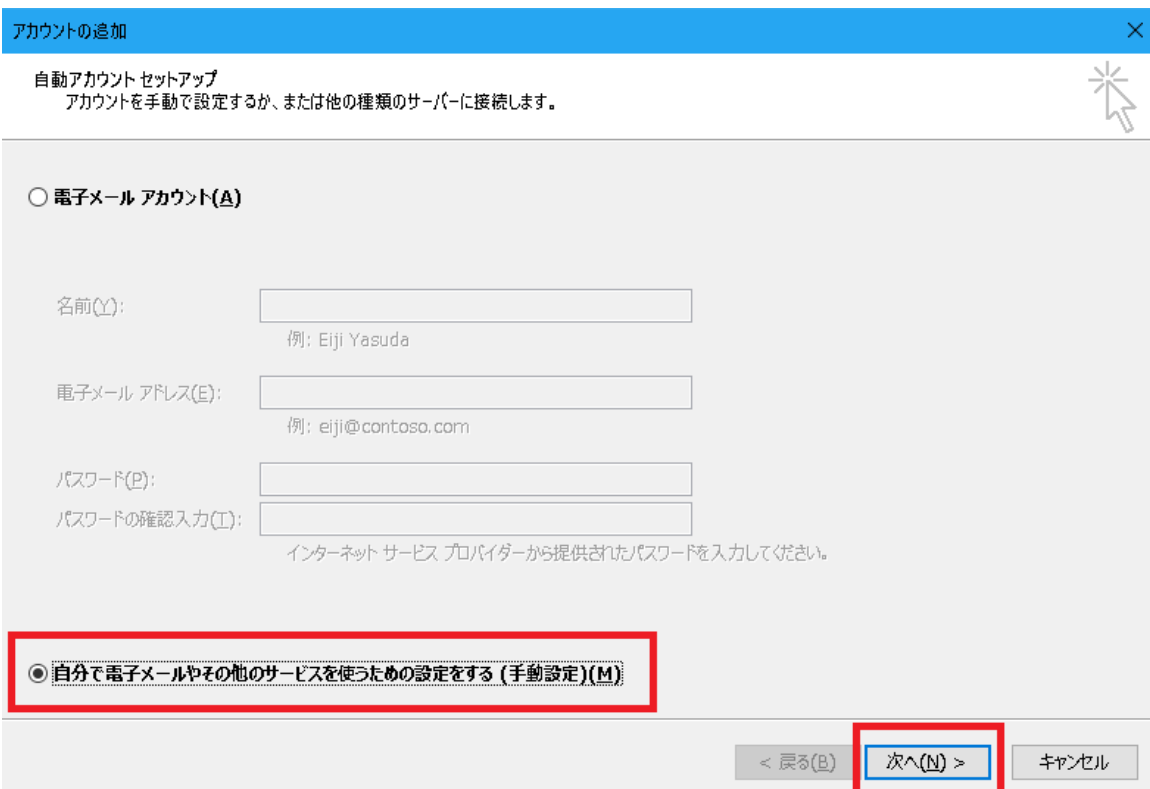 アカウントの追加
自動アカウント セットアップ
アカウントを手動で設定するか、または他の種類のサーバーに接続します。
電子メール アカウント(A)
名前(Y):
例: Eiji Yasuda
電子メール アドレス(E):
例: eiji@contoso.com
パスワード(P):
パスワードの確認入力(T):
インターネット サービス プロバイダーから提供されたパスワードを入力してください。
自分で電子メールやその他のサービスを使うための設定をする (手動設定)(M)
< 戻る(B) 次へ(N) > キャンセル